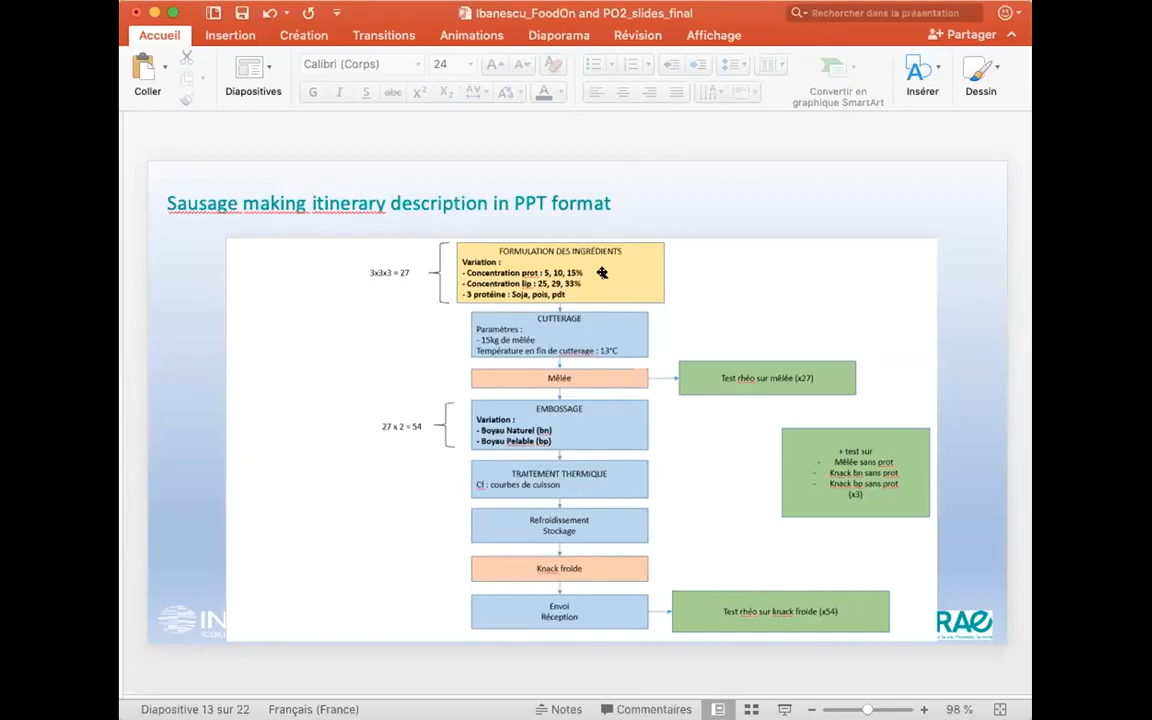 Ibanescu_FoodOn and PO2_slides_final
Rechercher dans la présentation
Accueil
Insertion
Création
Transitions
Animations
Diaporama
Révision
Affichage
Partager
Coller
Diapositives
Calibri (Corps)
24
G I S abc X² X₂ AV
Convertir en
graphique SmartArt
Insérer
Dessin
Sausage making itinerary description in PPT format
3x3x3 = 27
FORMULATION DES INGRÉDIENTS
Variation :
- Concentration prot : 5, 10, 15%
- Concentration lip : 25, 29, 33%
- 3 protéine : Soja, pois, pdt
CUTTERAGE
Paramètres :
- 15kg de mêlée
Température en fin de cutterage : 13°C
Mêlée
Test rhéo sur mêlée (x27)
27 x 2 = 54
EMBOSSAGE
Variation :
- Boyau Naturel (bn)
- Boyau Pelable (bp)
+ test sur
- Mêlée sans prot
- Knack bn sans prot
- Knack bp sans prot
(x3)
TRAITEMENT THERMIQUE
Cf : courbes de cuisson
Refroidissement
Stockage
Knack froide
Envoi
Réception
Test rhéo sur knack froide (x54)
IN
RAE
Diapositive 13 sur 22
Français (France)
Notes
Commentaires
98 %